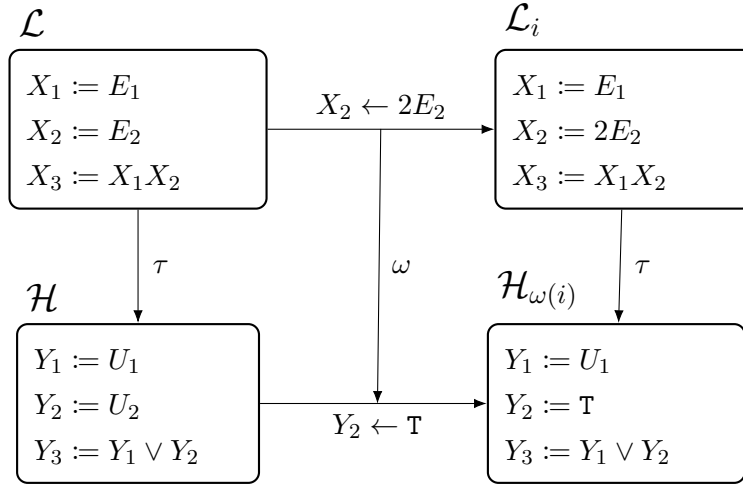 𝓛
X₁ := E₁
X₂ := E₂
X₃ := X₁X₂
X₂ ← 2E₂
𝓛ᵢ
X₁ := E₁
X₂ := 2E₂
X₃ := X₁X₂
τ
ω
τ
𝓗
Y₁ := U₁
Y₂ := U₂
Y₃ := Y₁ ∨ Y₂
Y₂ ← T
𝓗_ω(i)
Y₁ := U₁
Y₂ := T
Y₃ := Y₁ ∨ Y₂